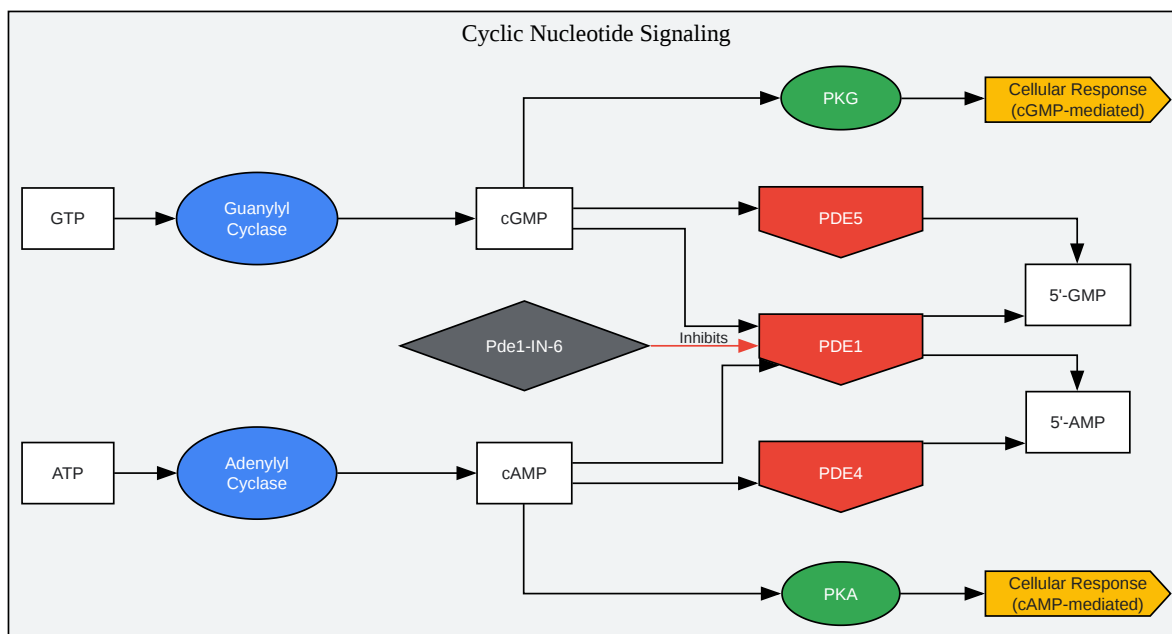 Cyclic Nucleotide Signaling
PKG
Cellular Response
(cGMP-mediated)
GTP
Guanylyl
Cyclase
cGMP
PDE5
5'-GMP
Pde1-IN-6
Inhibits
PDE1
5'-AMP
ATP
Adenylyl
Cyclase
cAMP
PDE4
PKA
Cellular Response
(cAMP-mediated)